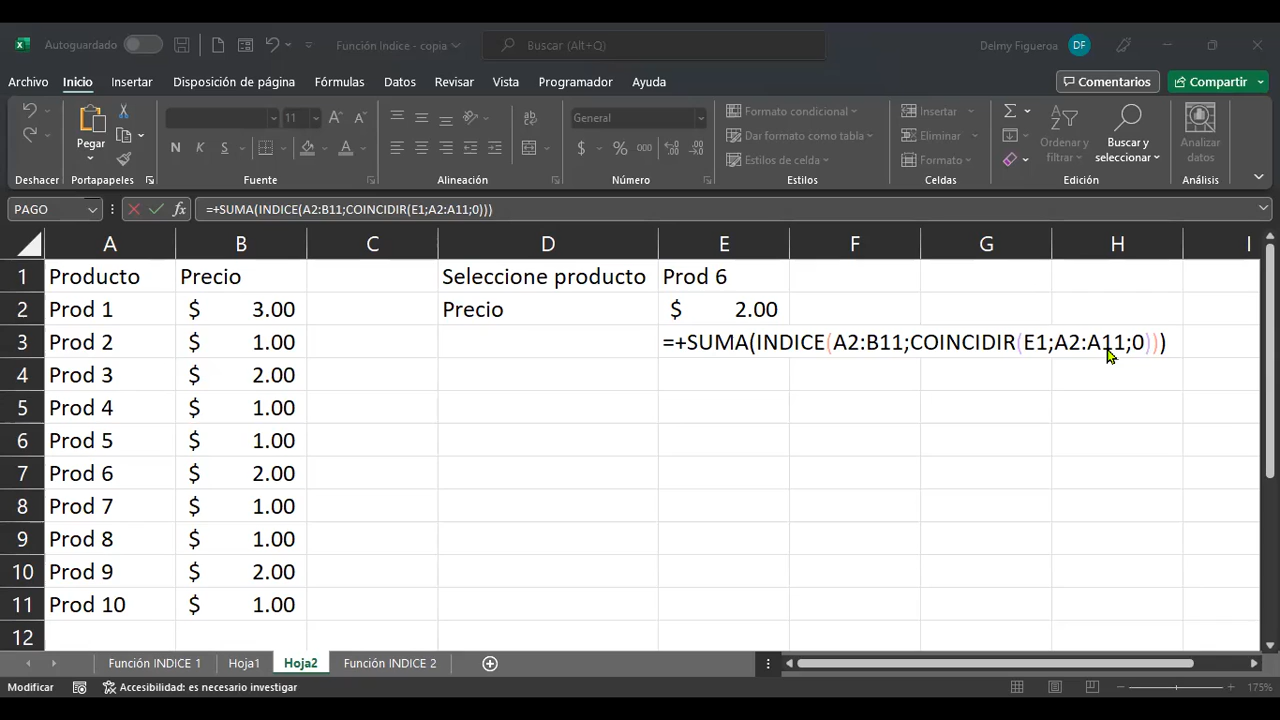 Autoguardado Función Indice - copia Buscar (Alt+Q) Delmy Figueroa DF
Archivo Inicio Insertar Disposición de página Fórmulas Datos Revisar Vista Programador Ayuda Comentarios Compartir
Pegar 11 General Formato condicional Insertar Ordenar y Buscar y Analizar
N K S A $ % 000 Dar formato como tabla Eliminar filtrar seleccionar datos
Estilos de celda Formato
Deshacer Portapapeles Fuente Alineación Número Estilos Celdas Edición Análisis
PAGO fx =+SUMA(INDICE(A2:B11;COINCIDIR(E1;A2:A11;0)))
A B C D E F G H I
1 Producto Precio Seleccione producto Prod 6
2 Prod 1 $ 3.00 Precio $ 2.00
3 Prod 2 $ 1.00 =+SUMA(INDICE(A2:B11;COINCIDIR(E1;A2:A11;0)))
4 Prod 3 $ 2.00
5 Prod 4 $ 1.00
6 Prod 5 $ 1.00
7 Prod 6 $ 2.00
8 Prod 7 $ 1.00
9 Prod 8 $ 1.00
10 Prod 9 $ 2.00
11 Prod 10 $ 1.00
12
Función INDICE 1 Hoja1 Hoja2 Función INDICE 2
Modificar Accesibilidad: es necesario investigar 175%